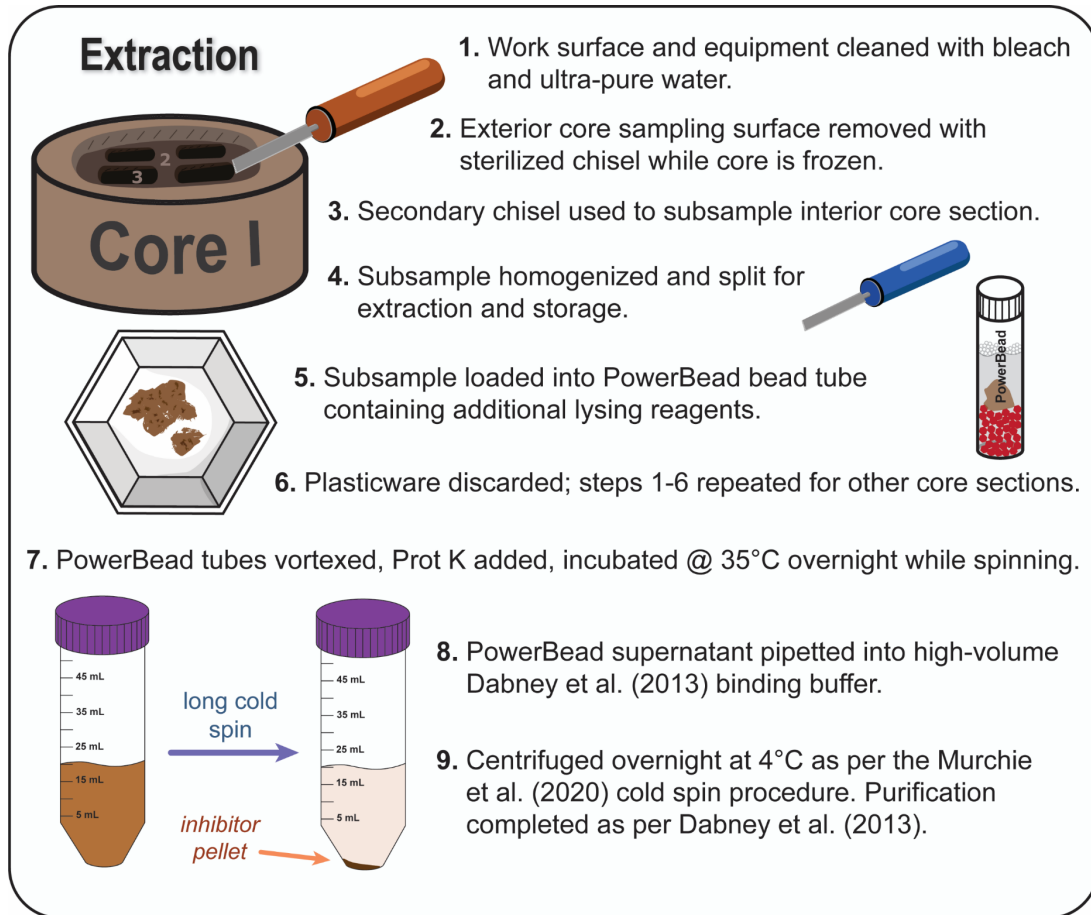 Extraction
1. Work surface and equipment cleaned with bleach
and ultra-pure water.
2. Exterior core sampling surface removed with
sterilized chisel while core is frozen.
2
3
Core I
3. Secondary chisel used to subsample interior core section.
4. Subsample homogenized and split for
extraction and storage.
PowerBead
5. Subsample loaded into PowerBead bead tube
containing additional lysing reagents.
6. Plasticware discarded; steps 1-6 repeated for other core sections.
7. PowerBead tubes vortexed, Prot K added, incubated @ 35°C overnight while spinning.
45 mL
35 mL
25 mL
15 mL
5 mL
long cold
spin
inhibitor
pellet
45 mL
35 mL
25 mL
15 mL
5 mL
8. PowerBead supernatant pipetted into high-volume
Dabney et al. (2013) binding buffer.
9. Centrifuged overnight at 4°C as per the Murchie
et al. (2020) cold spin procedure. Purification
completed as per Dabney et al. (2013).